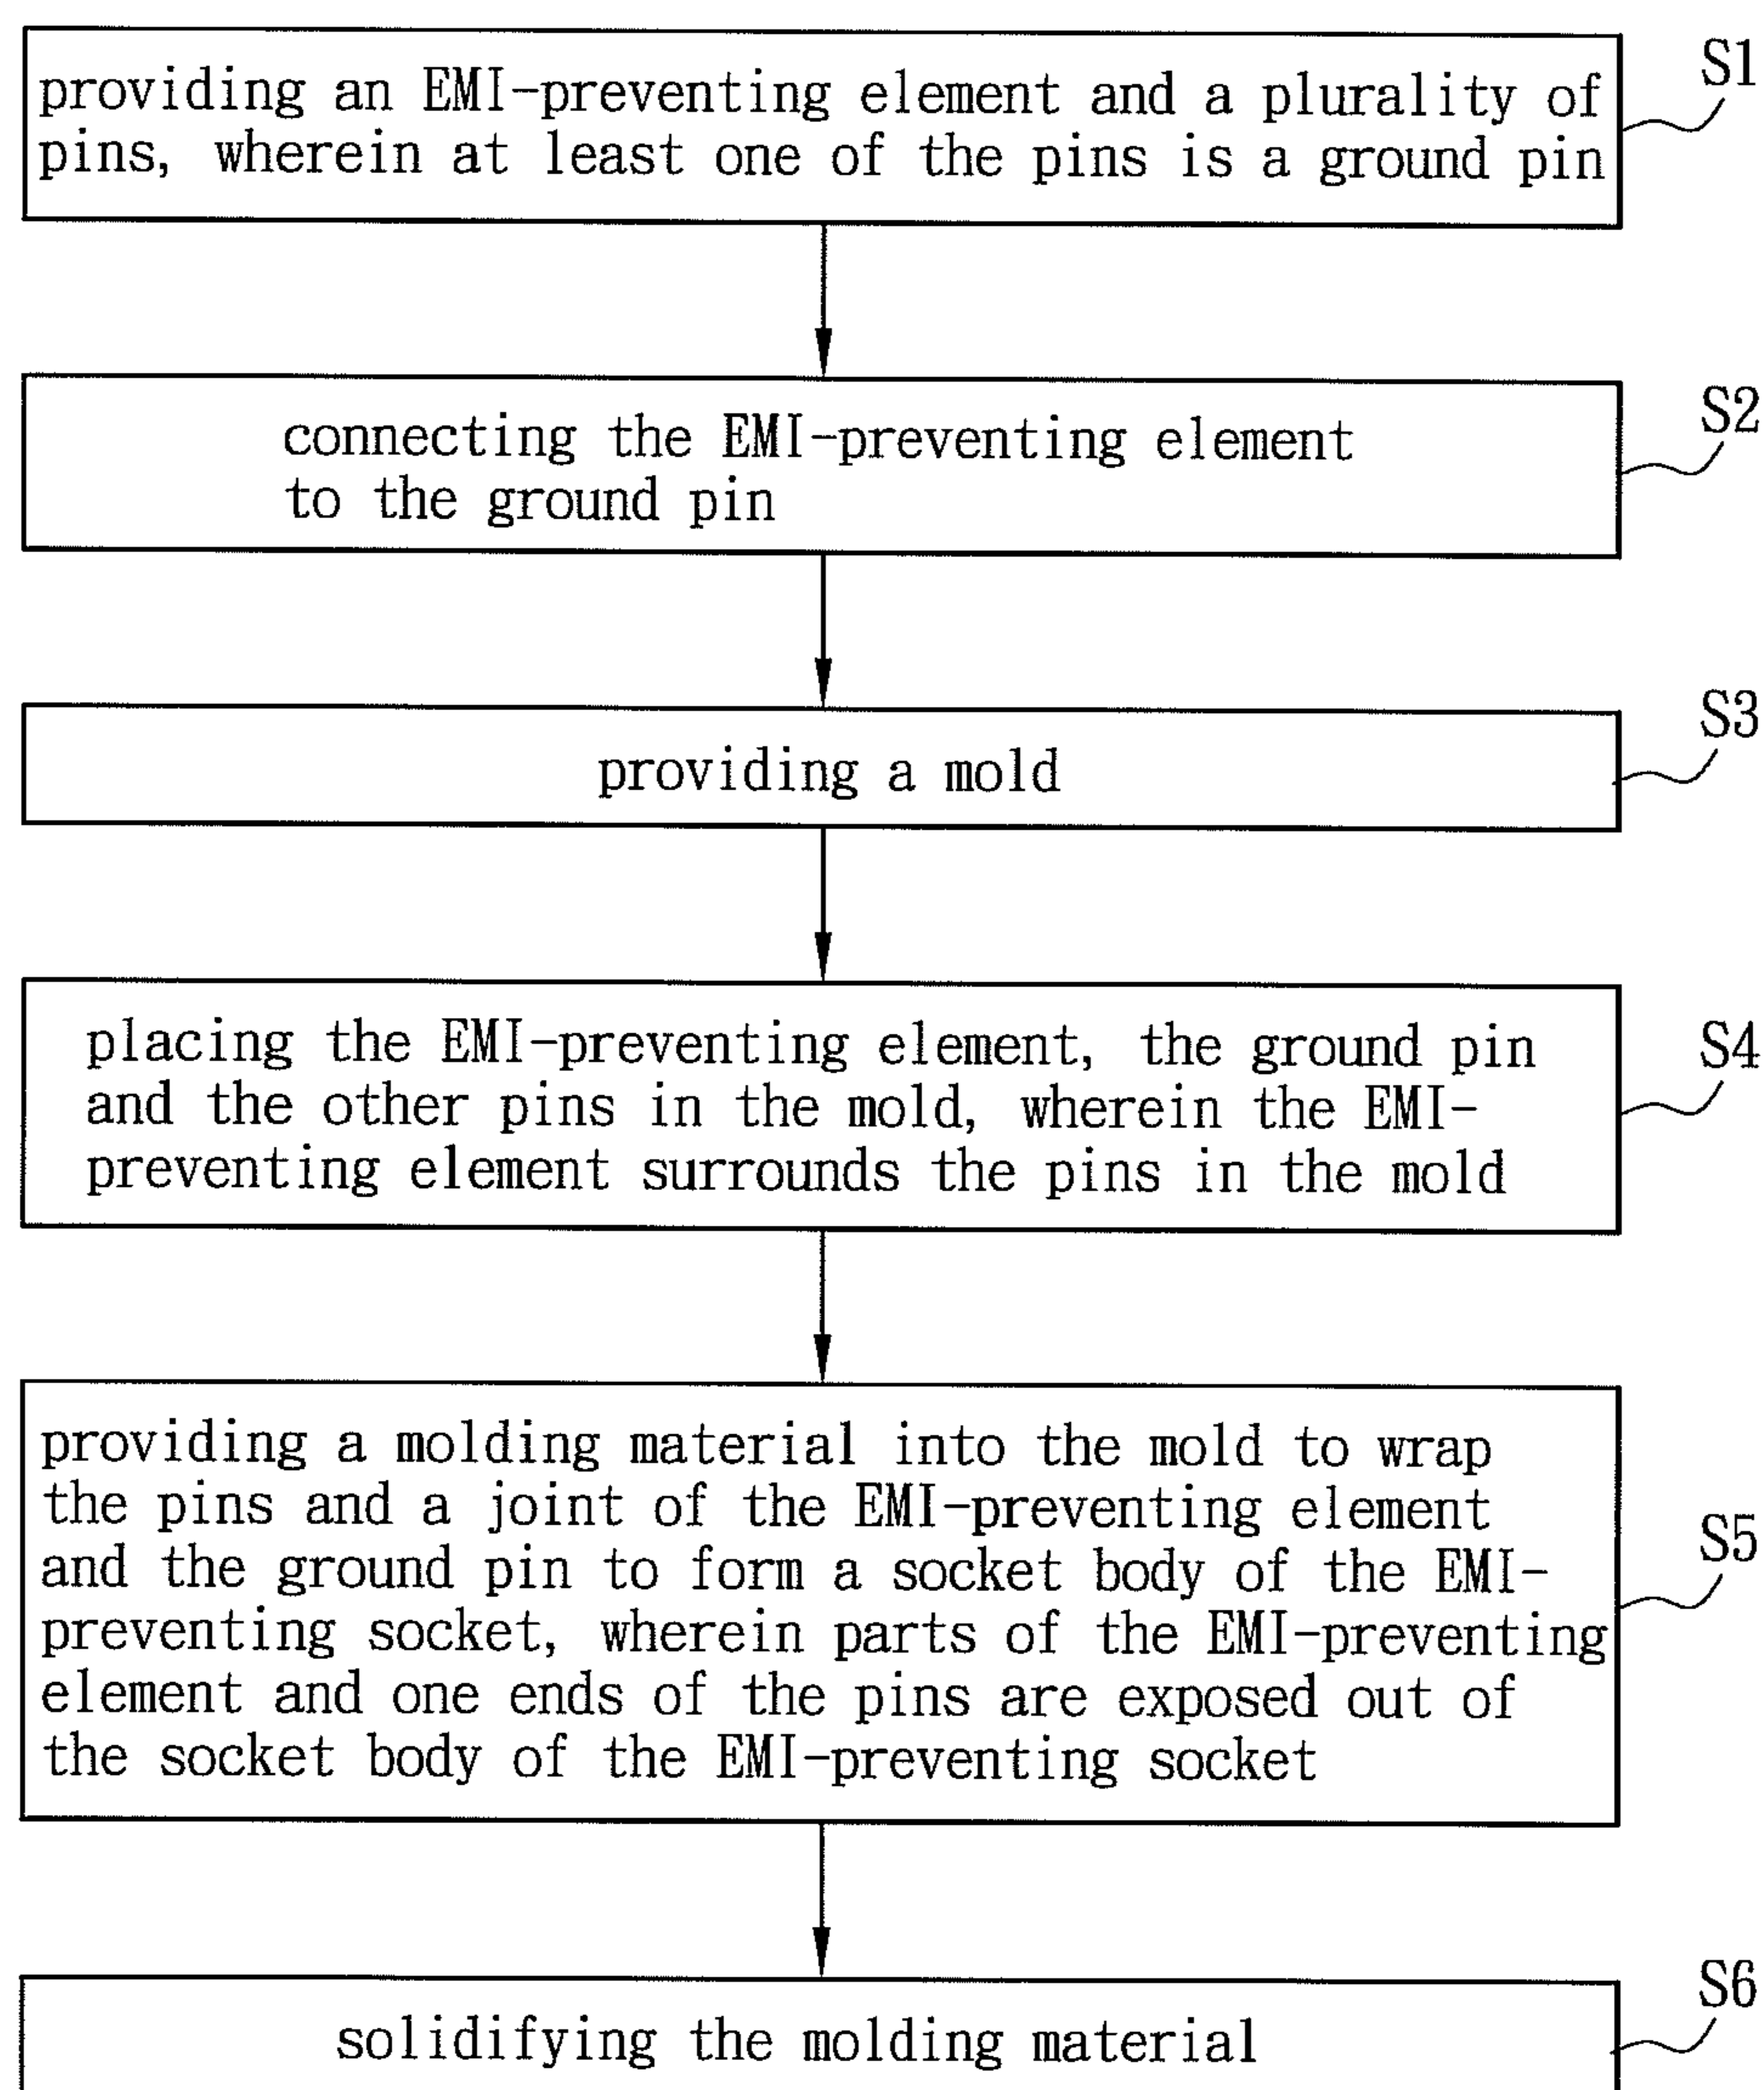 providing an EMI-preventing element and a plurality of
pins, wherein at least one of the pins is a ground pin
S1
connecting the EMI-preventing element
to the ground pin
S2
providing a mold
S3
placing the EMI-preventing element, the ground pin
and the other pins in the mold, wherein the EMI-
preventing element surrounds the pins in the mold
S4
providing a molding material into the mold to wrap
the pins and a joint of the EMI-preventing element
and the ground pin to form a socket body of the EMI-
preventing socket, wherein parts of the EMI-preventing
element and one ends of the pins are exposed out of
the socket body of the EMI-preventing socket
S5
solidifying the molding material
S6